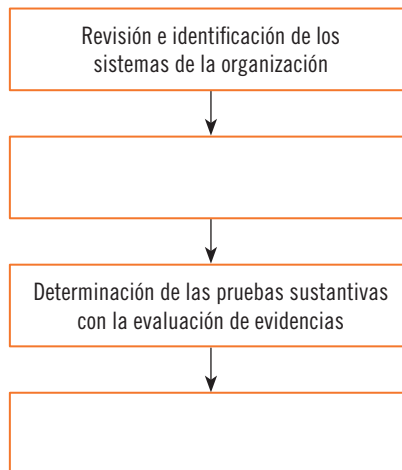 Revisión e identificación de los
sistemas de la organización
Determinación de las pruebas sustantivas
con la evaluación de evidencias